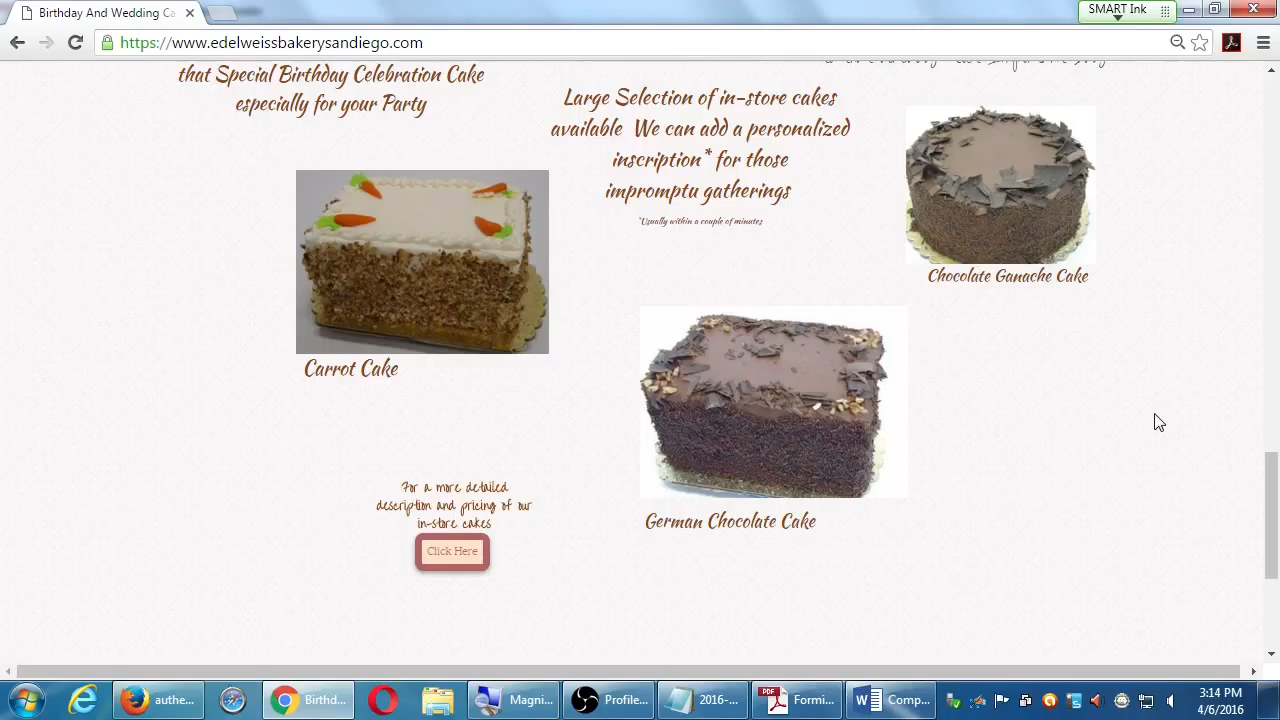 Birthday And Wedding Ca
SMART Ink
https://www.edelweissbakerysandiego.com
that Special Birthday Celebration Cake
especially for your Party
Large Selection of in-store cakes
available We can add a personalized
inscription* for those
impromptu gatherings
*Usually within a couple of minutes
Chocolate Ganache Cake
Carrot Cake
German Chocolate Cake
For a more detailed
description and pricing of our
in-store cakes
Click Here
authe...
Birthd...
Magni...
Profile...
2016-...
PDF
Formi...
Comp...
3:14 PM
4/6/2016